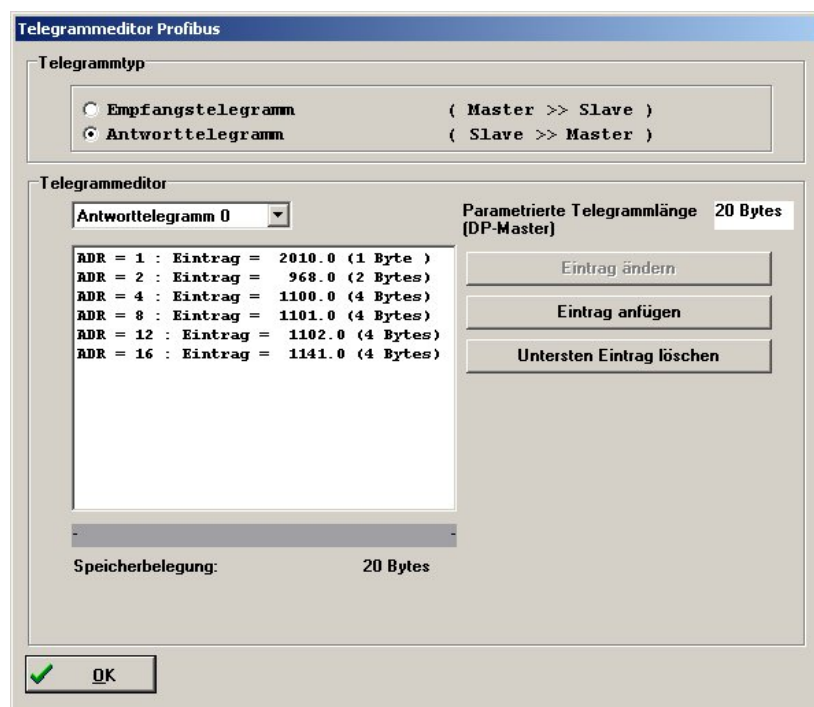 Telegrammeditor Profibus
Telegrammtyp
Empfangstelegramm ( Master >> Slave )
Antworttelegramm ( Slave >> Master )
Telegrammeditor
Antworttelegramm 0
Parametrierte Telegrammlänge 20 Bytes
(DP-Master)
ADR = 1 : Eintrag = 2010.0 (1 Byte )
ADR = 2 : Eintrag = 968.0 (2 Bytes)
ADR = 4 : Eintrag = 1100.0 (4 Bytes)
ADR = 8 : Eintrag = 1101.0 (4 Bytes)
ADR = 12 : Eintrag = 1102.0 (4 Bytes)
ADR = 16 : Eintrag = 1141.0 (4 Bytes)
Eintrag ändern
Eintrag anfügen
Untersten Eintrag löschen
- -
Speicherbelegung: 20 Bytes
OK